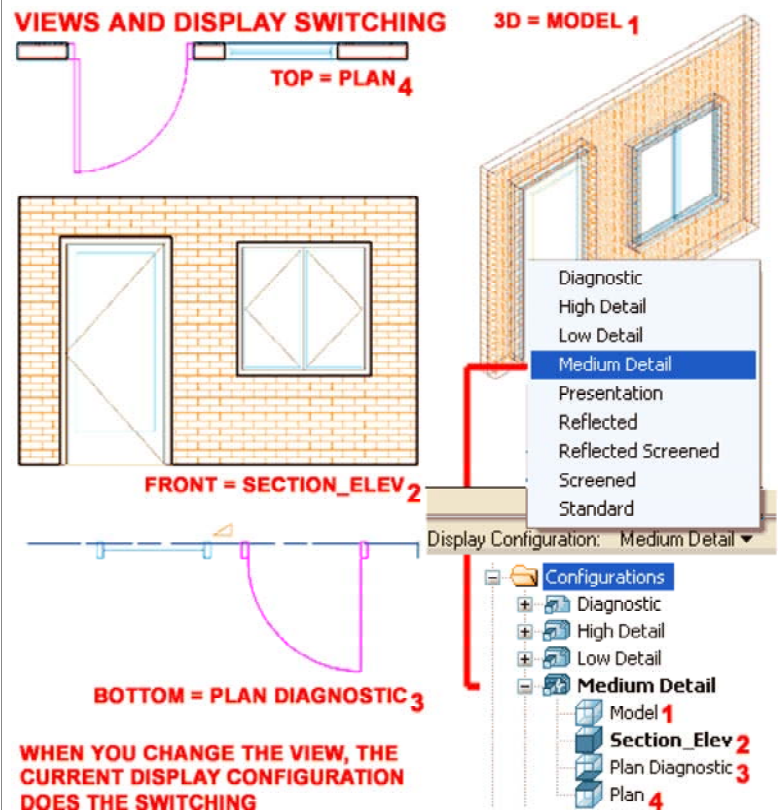 VIEWS AND DISPLAY SWITCHING
3D = MODEL 1
TOP = PLAN 4
Diagnostic
High Detail
Low Detail
Medium Detail
Presentation
Reflected
Reflected Screened
Screened
Standard
FRONT = SECTION_ELEV 2
Display Configuration: Medium Detail
Configurations
Diagnostic
High Detail
Low Detail
Medium Detail
Model 1
Section_Elev 2
Plan Diagnostic 3
Plan 4
BOTTOM = PLAN DIAGNOSTIC 3
WHEN YOU CHANGE THE VIEW, THE
CURRENT DISPLAY CONFIGURATION
DOES THE SWITCHING